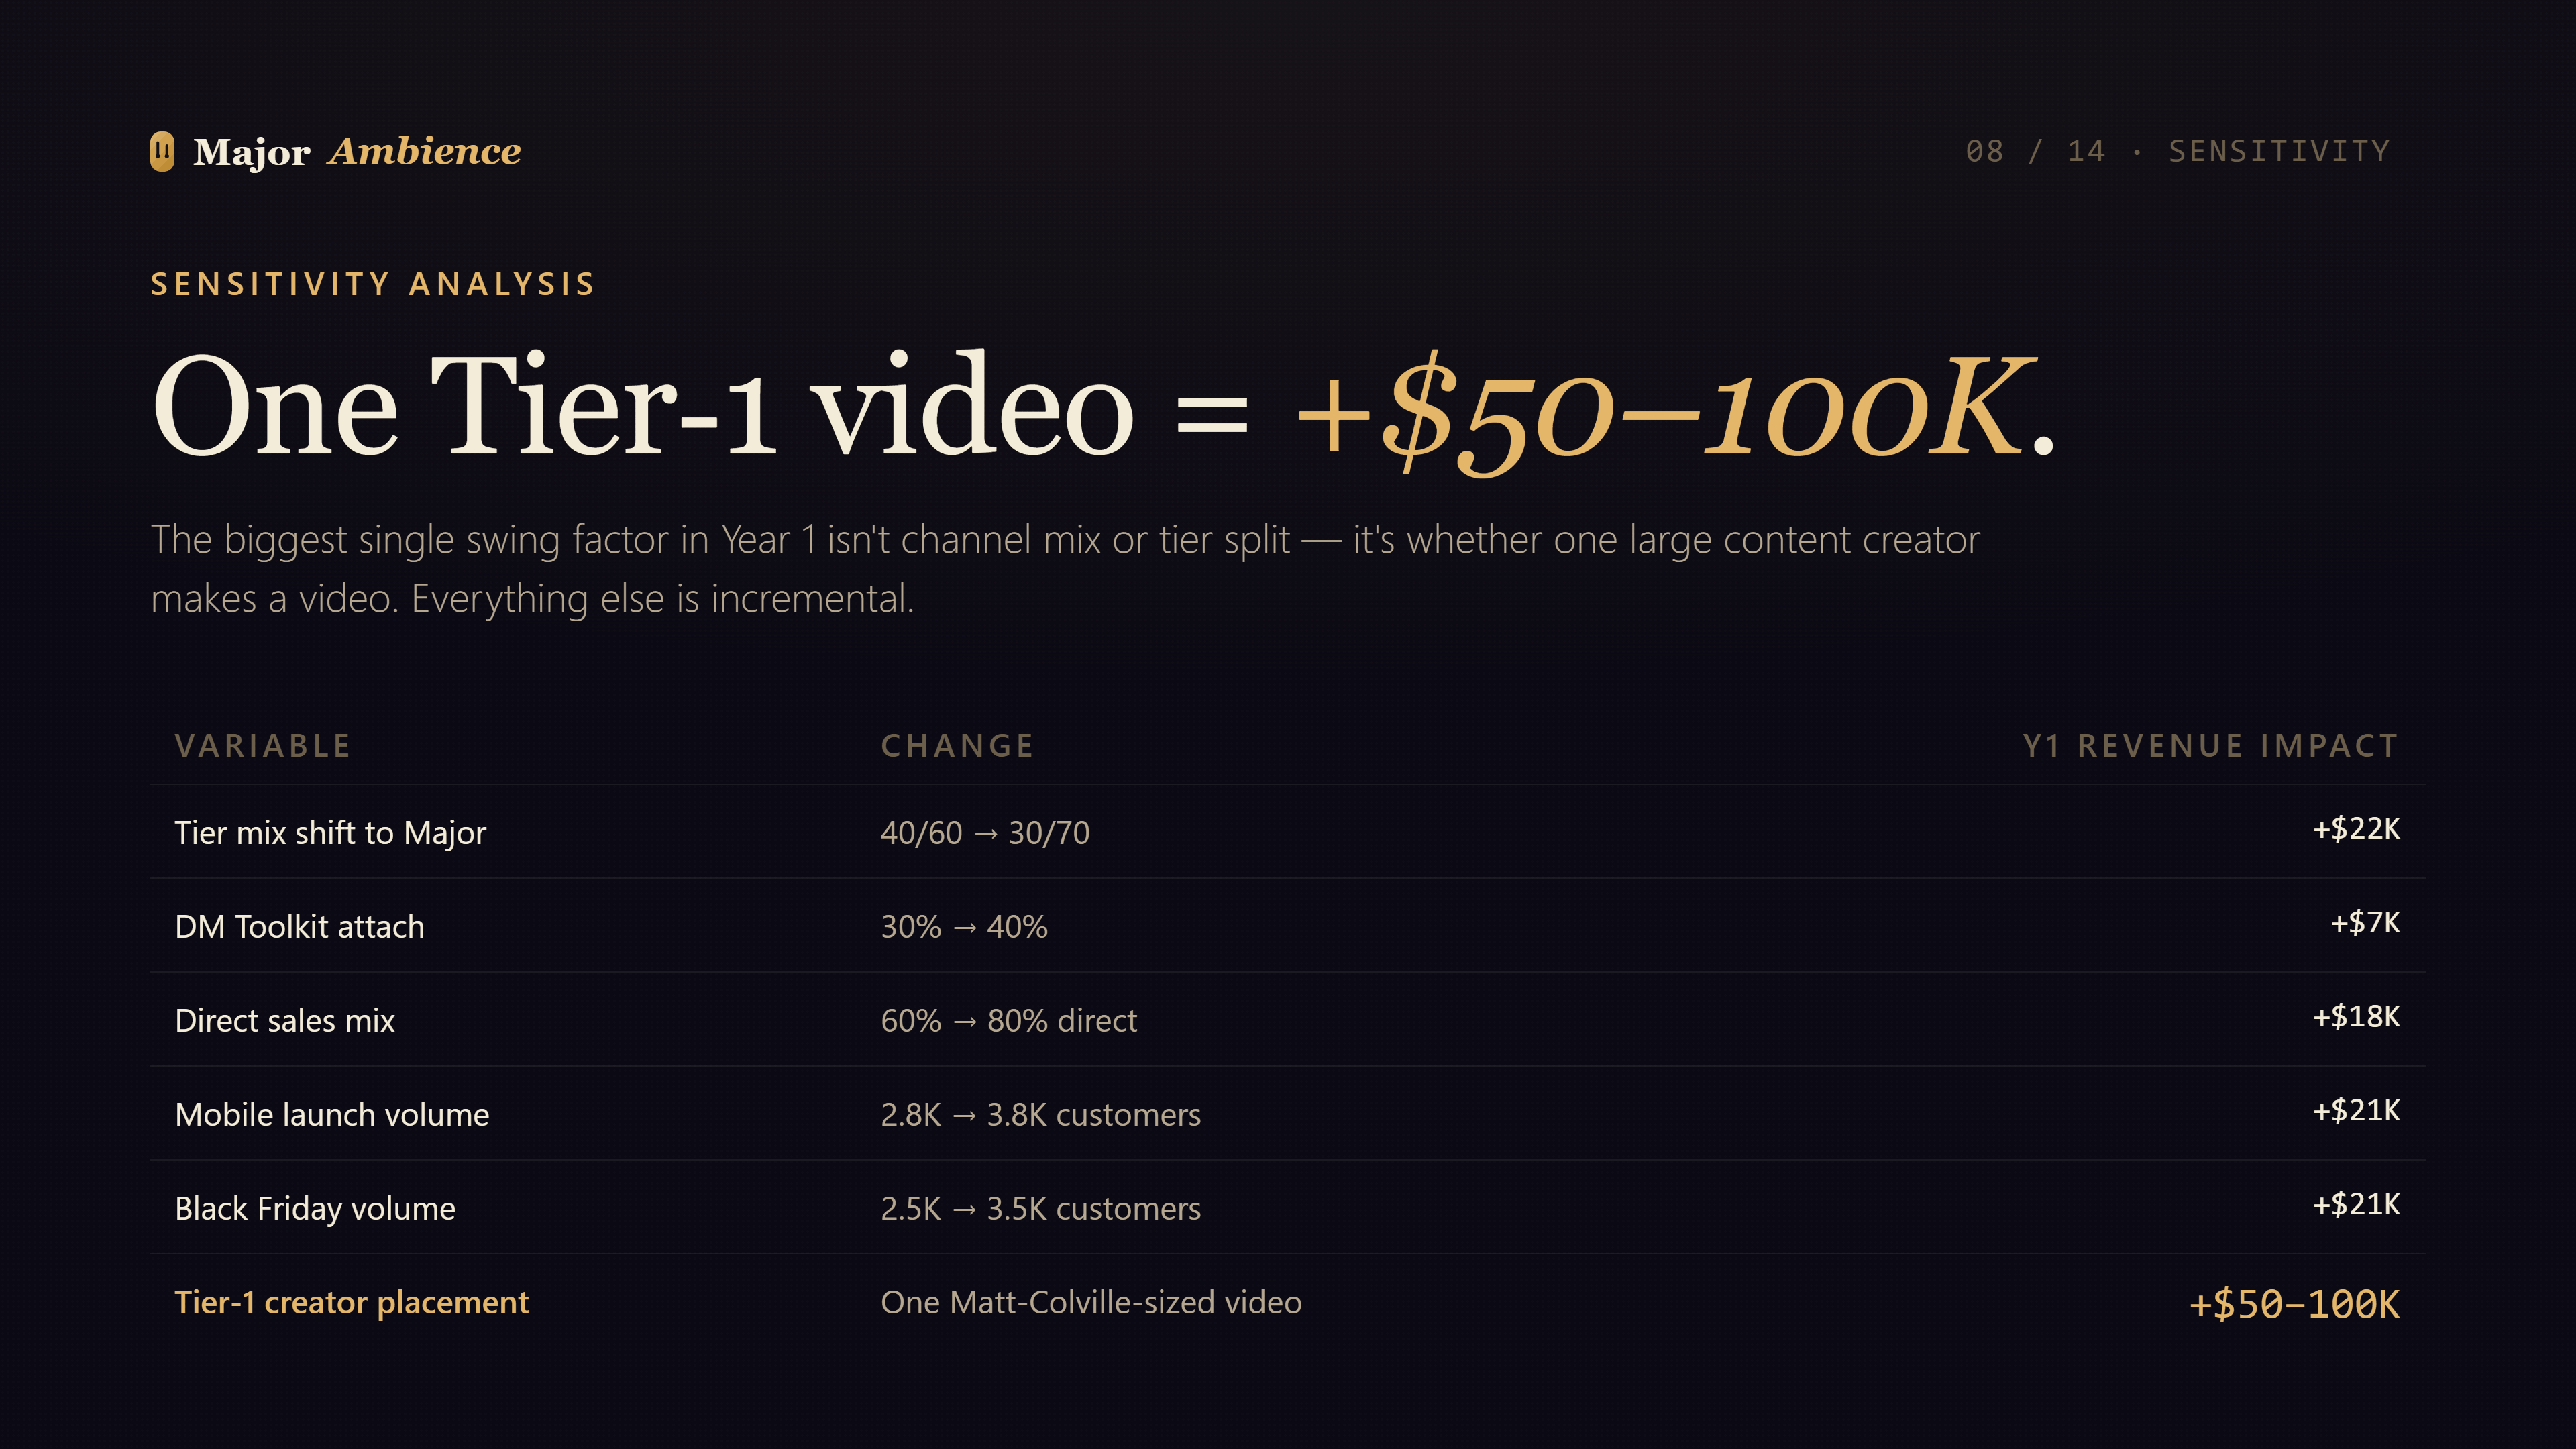 Major Ambience
08 / 14 · SENSITIVITY
SENSITIVITY ANALYSIS
One Tier-1 video = +$50–100K.
The biggest single swing factor in Year 1 isn't channel mix or tier split — it's whether one large content creator
makes a video. Everything else is incremental.
VARIABLE CHANGE Y1 REVENUE IMPACT
Tier mix shift to Major 40/60 → 30/70 +$22K
DM Toolkit attach 30% → 40% +$7K
Direct sales mix 60% → 80% direct +$18K
Mobile launch volume 2.8K → 3.8K customers +$21K
Black Friday volume 2.5K → 3.5K customers +$21K
Tier-1 creator placement One Matt-Colville-sized video +$50–100K